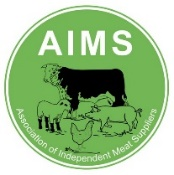 AIMS
Association of Independent Meat Suppliers